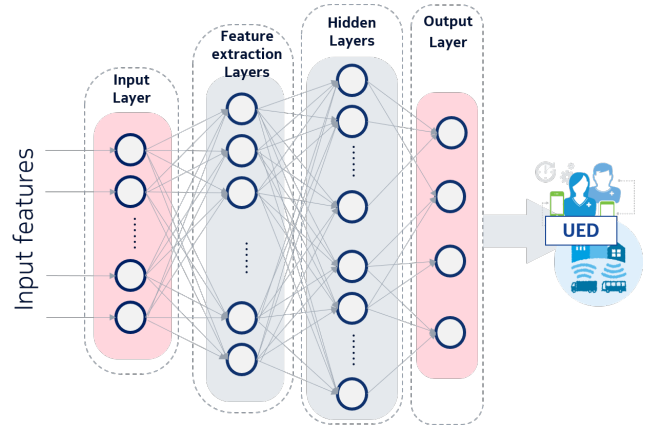 Input features
Input
Layer
Feature
extraction
Layers
Hidden
Layers
Output
Layer
UED